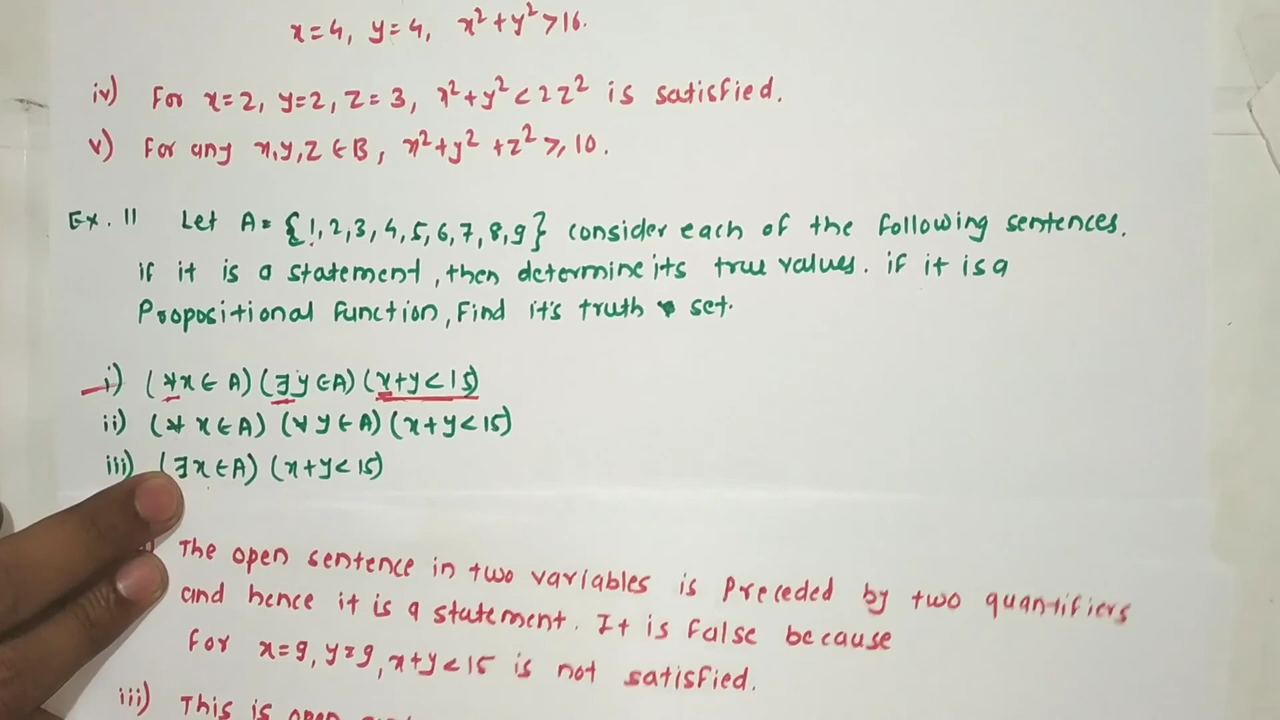 x=4, y=4, x²+y²>16.
iv) For x=2, y=2, z=3, x²+y²<2z² is satisfied.
v) For any x,y,z ∈ B, x²+y²+z² ≥ 10.
Ex. 11 Let A = {1,2,3,4,5,6,7,8,9} consider each of the following sentences.
if it is a statement, then determine its true values. if it is a
Propositional Function, Find it's truth set.
i) (∀x ∈ A) (∃y ∈ A) (x+y<15)
ii) (∀ x ∈ A) (∀ y ∈ A) (x+y<15)
iii) (∃x ∈ A) (x+y<15)
The open sentence in two variables is preceded by two quantifiers
and hence it is a statement. It is false because
for x=9, y=9, x+y<15 is not satisfied.
iii) This is open